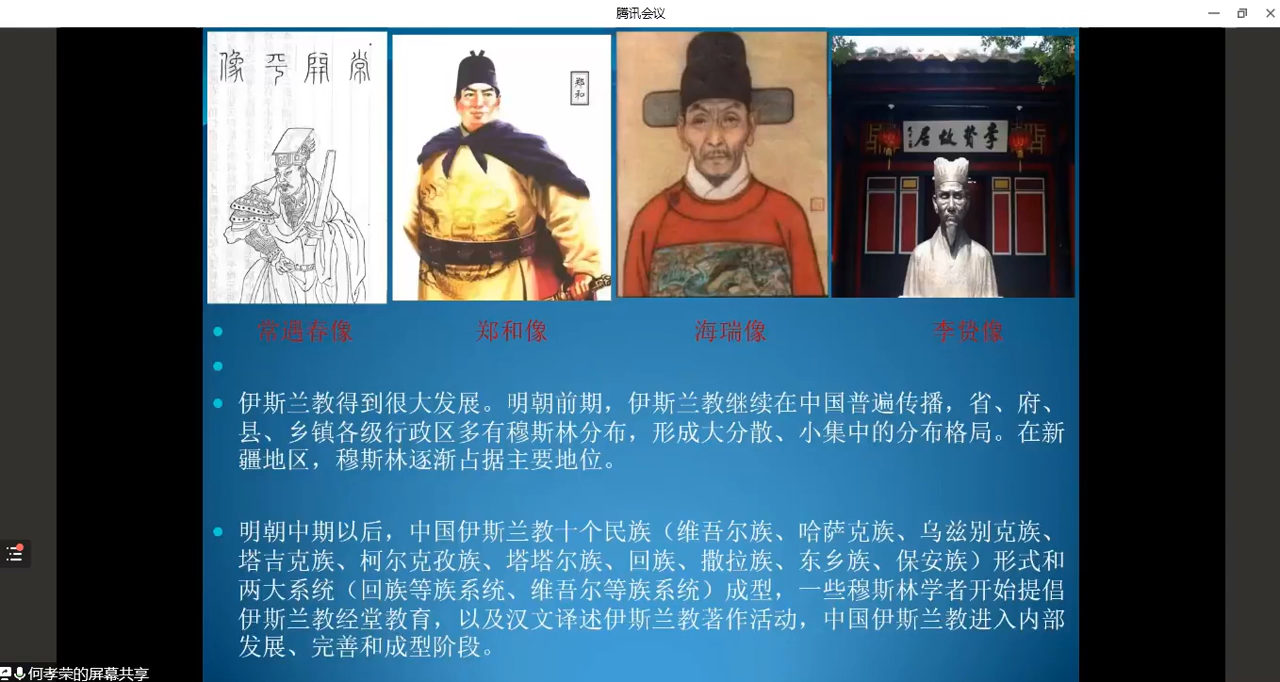 腾讯会议
像平開常
郑和
居故贄李
常遇春像 郑和像 海瑞像 李贽像
伊斯兰教得到很大发展。明朝前期，伊斯兰教继续在中国普遍传播，省、府、
县、乡镇各级行政区多有穆斯林分布，形成大分散、小集中的分布格局。在新
疆地区，穆斯林逐渐占据主要地位。
明朝中期以后，中国伊斯兰教十个民族（维吾尔族、哈萨克族、乌兹别克族、
塔吉克族、柯尔克孜族、塔塔尔族、回族、撒拉族、东乡族、保安族）形式和
两大系统（回族等族系统、维吾尔等族系统）成型，一些穆斯林学者开始提倡
伊斯兰教经堂教育，以及汉文译述伊斯兰教著作活动，中国伊斯兰教进入内部
发展、完善和成型阶段。
何孝荣的屏幕共享